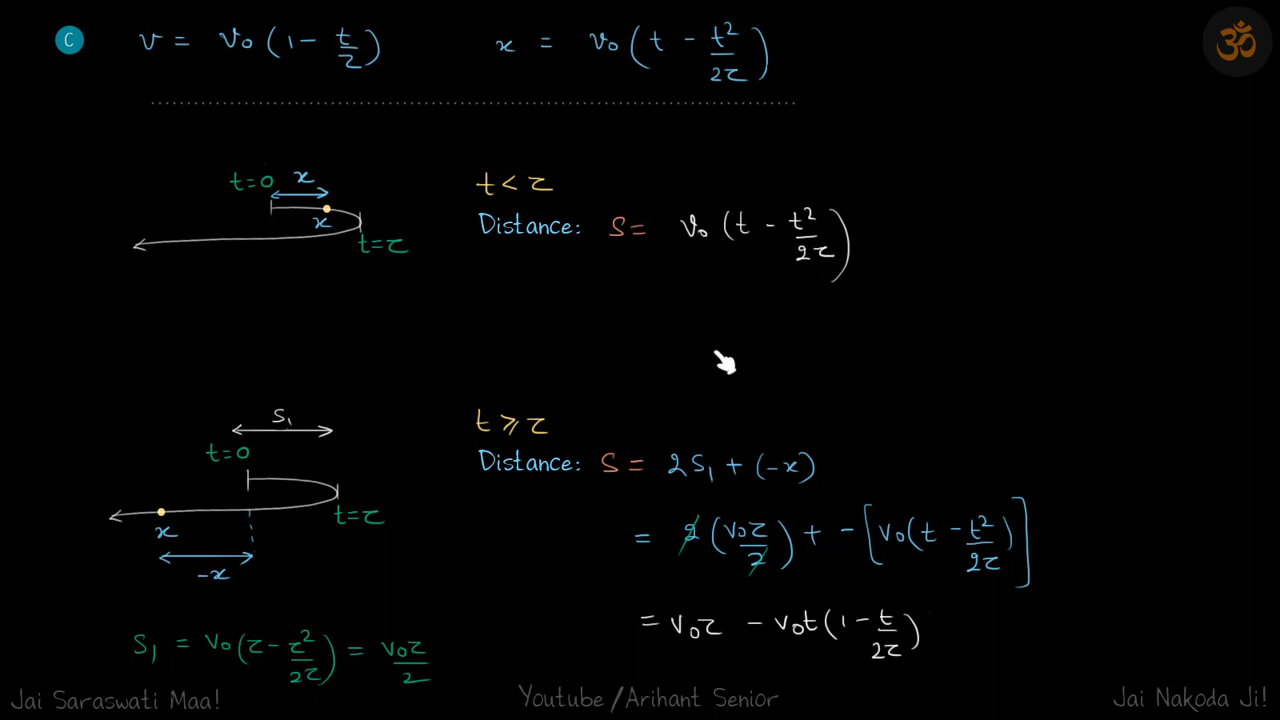 C v = v₀(1 - t/τ) x = v₀(t - t²/2τ)
ॐ
t=0 x
x
t=τ
t < τ
Distance: S = v₀(t - t²/2τ)
S₁
t=0
t=τ
x
-x
t ⩾ τ
Distance: S = 2S₁ + (-x)
= 2(v₀τ/2) + -[v₀(t - t²/2τ)]
= v₀τ - v₀t(1 - t/2τ)
S₁ = v₀(τ - τ²/2τ) = v₀τ/2
Jai Saraswati Maa! Youtube /Arihant Senior Jai Nakoda Ji!